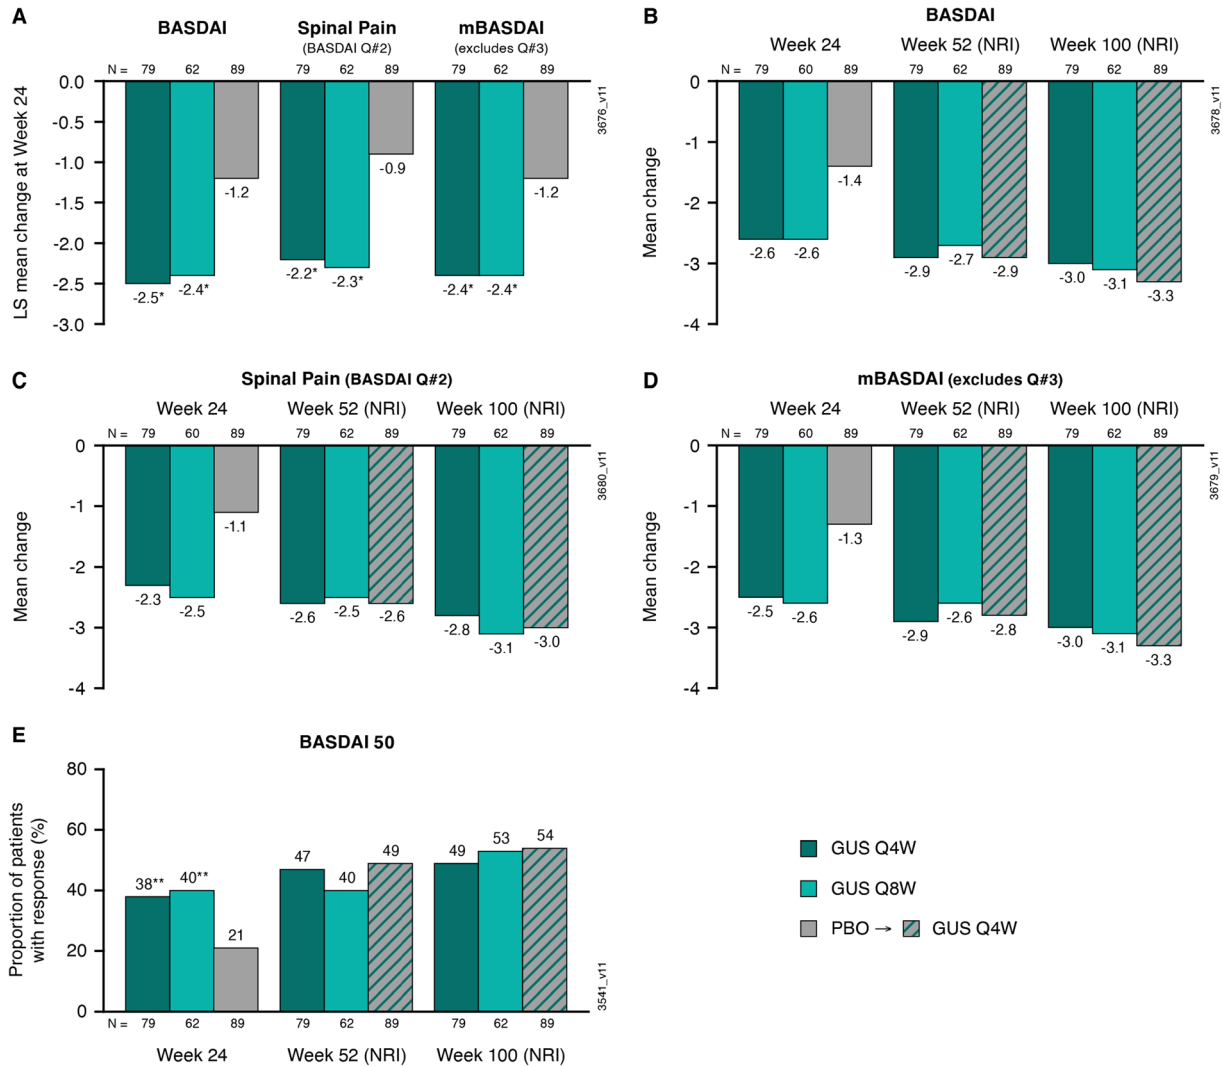 A
BASDAI
Spinal Pain
(BASDAI Q#2)
mBASDAI
(excludes Q#3)
N = 79 62 89 79 62 89 79 62 89
LS mean change at Week 24
0.0
-0.5
-1.0
-1.5
-2.0
-2.5
-3.0
-2.5* -2.4* -1.2
-2.2* -2.3* -0.9
-2.4* -2.4* -1.2
3676_v11
B
BASDAI
Week 24 Week 52 (NRI) Week 100 (NRI)
N = 79 60 89 79 62 89 79 62 89
Mean change
0
-1
-2
-3
-4
-2.6 -2.6 -1.4
-2.9 -2.7 -2.9
-3.0 -3.1 -3.3
3678_v11
C
Spinal Pain (BASDAI Q#2)
Week 24 Week 52 (NRI) Week 100 (NRI)
N = 79 60 89 79 62 89 79 62 89
Mean change
0
-1
-2
-3
-4
-2.3 -2.5 -1.1
-2.6 -2.5 -2.6
-2.8 -3.1 -3.0
3680_v11
D
mBASDAI (excludes Q#3)
Week 24 Week 52 (NRI) Week 100 (NRI)
N = 79 60 89 79 62 89 79 62 89
Mean change
0
-1
-2
-3
-4
-2.5 -2.6 -1.3
-2.9 -2.6 -2.8
-3.0 -3.1 -3.3
3679_v11
E
BASDAI 50
Proportion of patients
with response (%)
80
60
40
20
0
38** 40** 21
47 40 49
49 53 54
N = 79 62 89 79 62 89 79 62 89
Week 24 Week 52 (NRI) Week 100 (NRI)
3541_v11
GUS Q4W
GUS Q8W
PBO → GUS Q4W